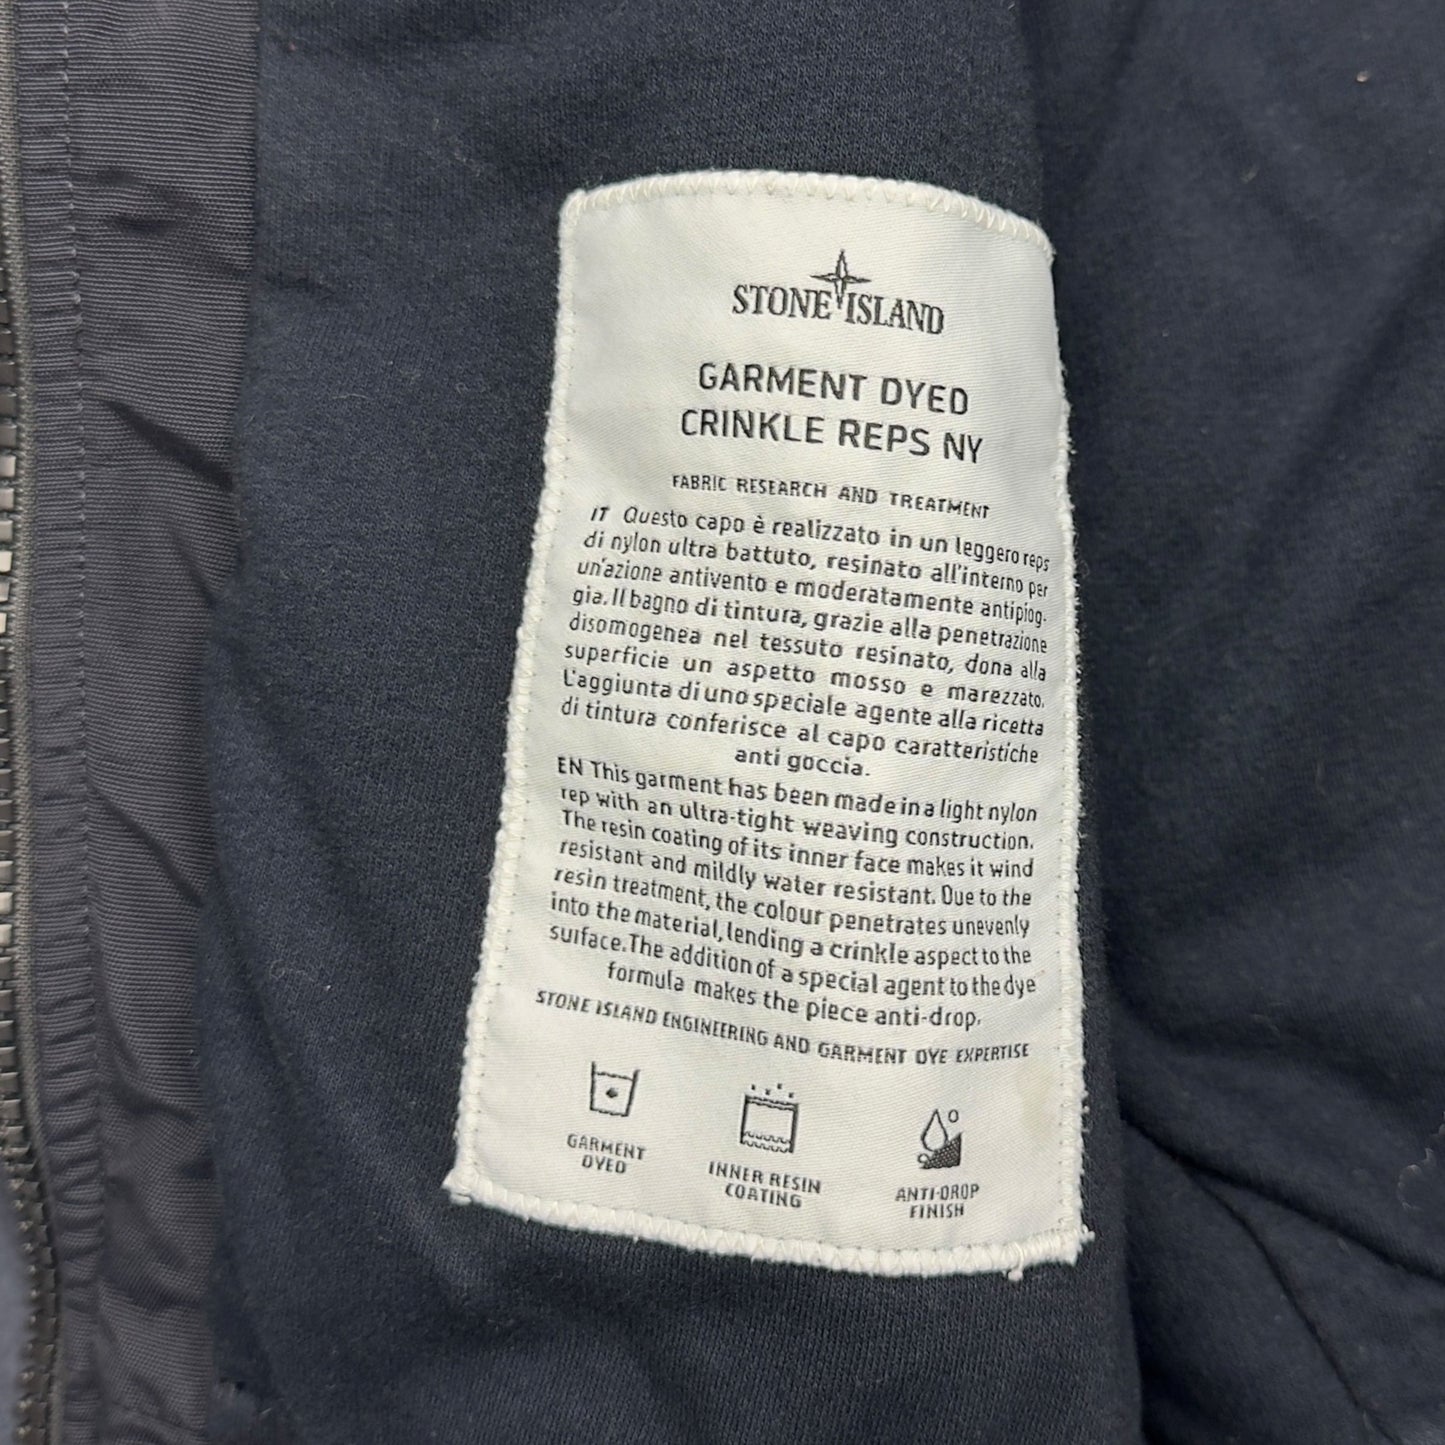 STONE ISLAND
GARMENT DYED
CRINKLE REPS NY
FABRIC RESEARCH AND TREATMENT
IT Questo capo è realizzato in un leggero reps
di nylon ultra battuto, resinato all'interno per
un'azione antivento e moderatamente antipiog-
gia. Il bagno di tintura, grazie alla penetrazione
disomogenea nel tessuto resinato, dona alla
superficie un aspetto mosso e marezzato.
L'aggiunta di uno speciale agente alla ricetta
di tintura conferisce al capo caratteristiche
anti goccia.
EN This garment has been made in a light nylon
rep with an ultra-tight weaving construction.
The resin coating of its inner face makes it wind
resistant and mildly water resistant. Due to the
resin treatment, the colour penetrates unevenly
into the material, lending a crinkle aspect to the
surface. The addition of a special agent to the dye
formula makes the piece anti-drop.
STONE ISLAND ENGINEERING AND GARMENT DYE EXPERTISE
GARMENT
DYED
INNER RESIN
COATING
ANTI-DROP
FINISH